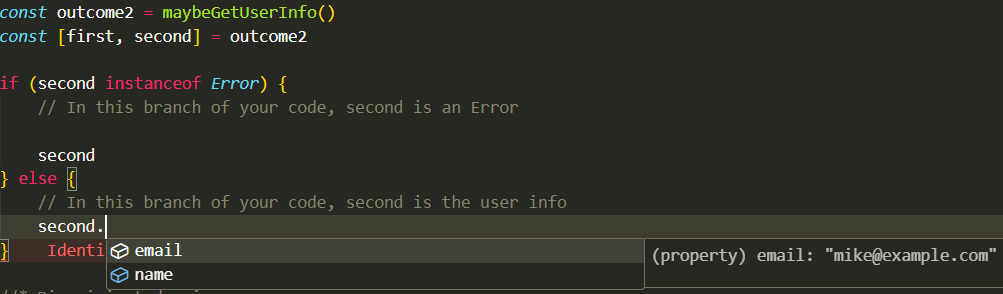 const outcome2 = maybeGetUserInfo()
const [first, second] = outcome2
if (second instanceof Error) {
// In this branch of your code, second is an Error
second
} else {
// In this branch of your code, second is the user info
second.
} Identi
email
(property) email: "mike@example.com"
name